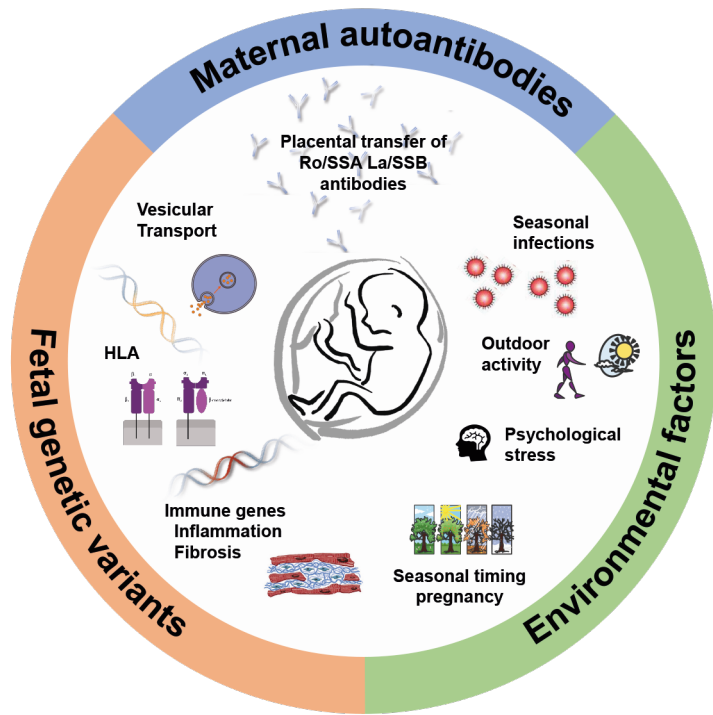 Maternal autoantibodies
Placental transfer of
Ro/SSA La/SSB
antibodies
Vesicular
Transport
Seasonal
infections
HLA
Outdoor
activity
Psychological
stress
Immune genes
Inflammation
Fibrosis
Seasonal timing
pregnancy
Fetal genetic variants
Environmental factors